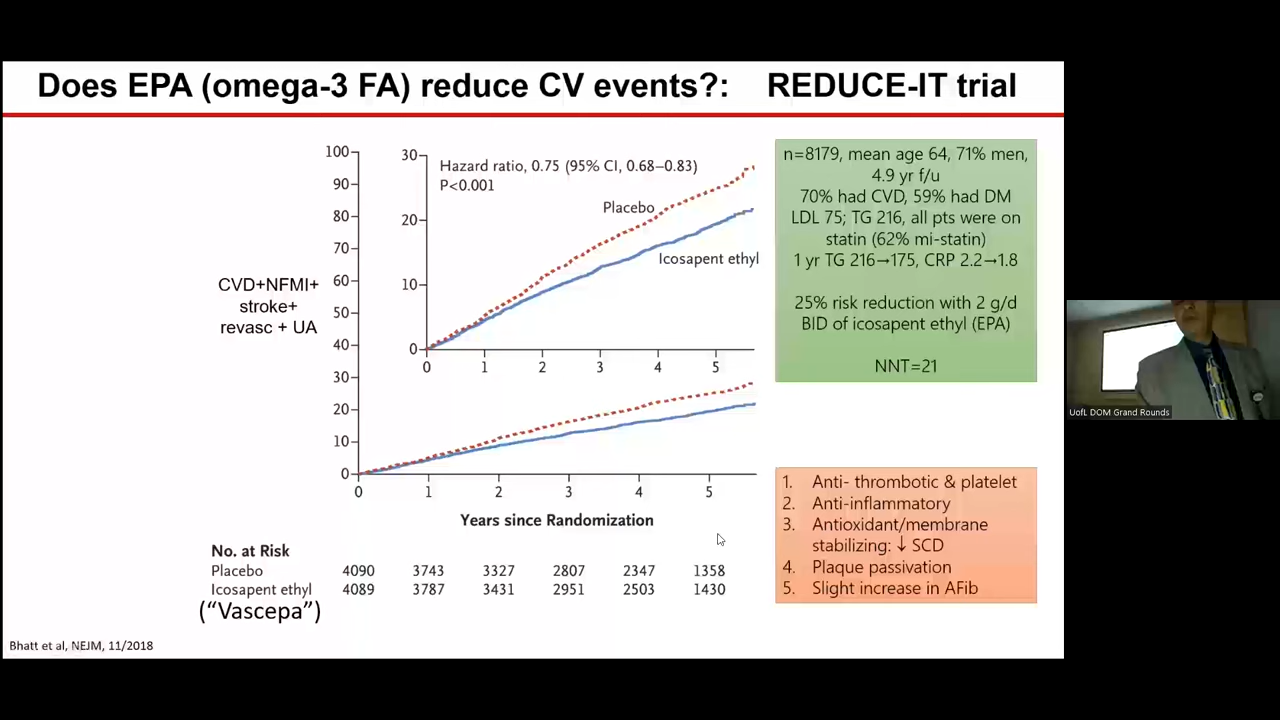 Does EPA (omega-3 FA) reduce CV events?: REDUCE-IT trial
100
90
80
70
60
50
40
30
20
10
0
0 1 2 3 4 5
CVD+NFMI+
stroke+
revasc + UA
30
20
10
0
0 1 2 3 4 5
Hazard ratio, 0.75 (95% CI, 0.68–0.83)
P<0.001
Placebo
Icosapent ethyl
Years since Randomization
No. at Risk
Placebo 4090 3743 3327 2807 2347 1358
Icosapent ethyl 4089 3787 3431 2951 2503 1430
("Vascepa")
Bhatt et al, NEJM, 11/2018
n=8179, mean age 64, 71% men,
4.9 yr f/u
70% had CVD, 59% had DM
LDL 75; TG 216, all pts were on
statin (62% mi-statin)
1 yr TG 216→175, CRP 2.2→1.8
25% risk reduction with 2 g/d
BID of icosapent ethyl (EPA)
NNT=21
1. Anti- thrombotic & platelet
2. Anti-inflammatory
3. Antioxidant/membrane
stabilizing: ↓ SCD
4. Plaque passivation
5. Slight increase in AFib
UofL DOM Grand Rounds